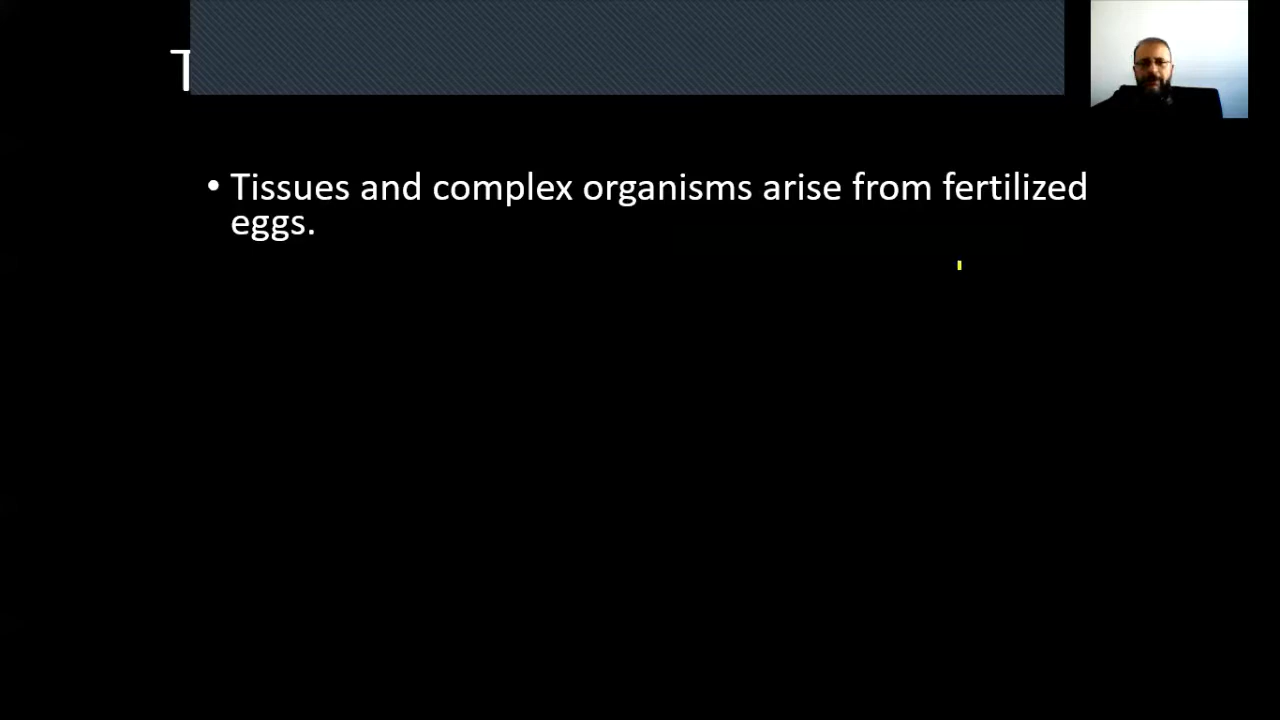 • Tissues and complex organisms arise from fertilized
eggs.